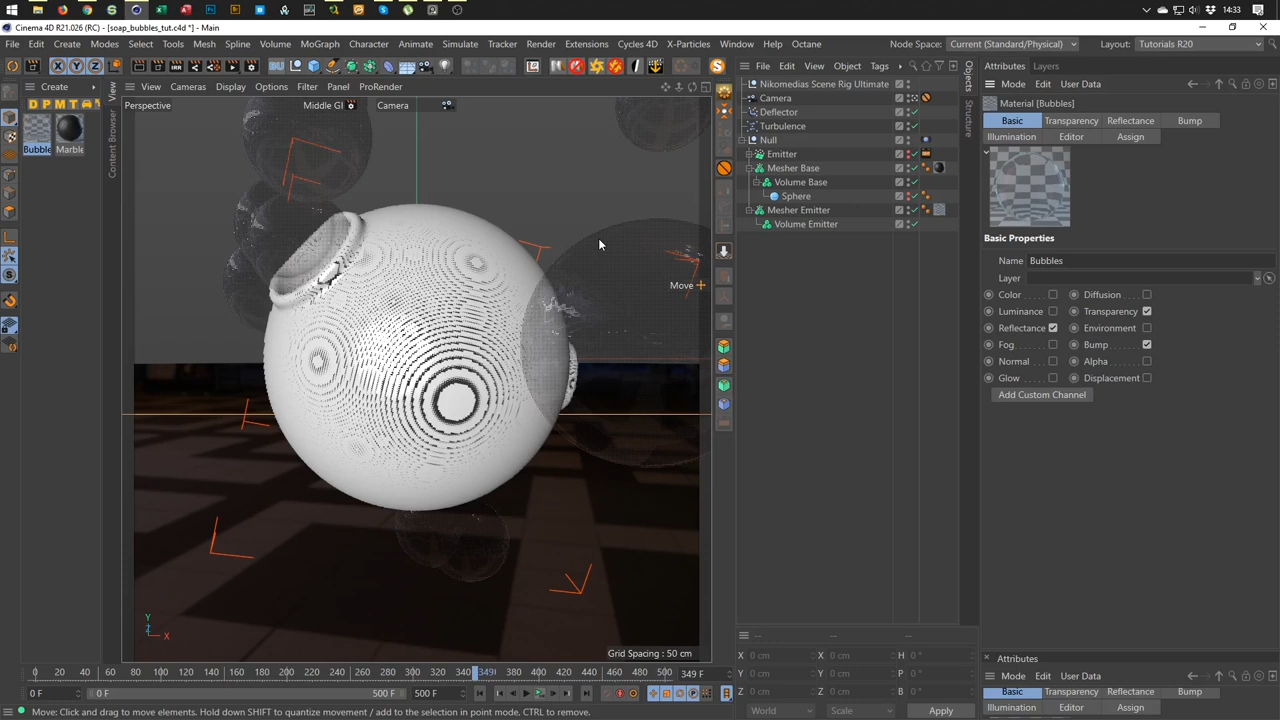 14:33
Cinema 4D R21.026 (RC) - [soap_bubbles_tut.c4d *] - Main
File Edit Create Modes Select Tools Mesh Spline Volume MoGraph Character Animate Simulate Tracker Render Extensions Cycles 4D X-Particles Window Help Octane Node Space: Current (Standard/Physical) Layout: Tutorials R20
X Y Z
Create
View Cameras Display Options Filter Panel ProRender
File Edit View Object Tags
Attributes Layers
Mode Edit User Data
Perspective Middle GI Camera
D P M T
Bubble Marble
View
Content Browser
Objects
Structure
Nikomedias Scene Rig Ultimate
Camera
Deflector
Turbulence
Null
Emitter
Mesher Base
Volume Base
Sphere
Mesher Emitter
Volume Emitter
Move
Material [Bubbles]
Basic Transparency Reflectance Bump
Illumination Editor Assign
Basic Properties
Name Bubbles
Layer
Color Diffusion
Luminance Transparency
Reflectance Environment
Fog Bump
Normal Alpha
Glow Displacement
Add Custom Channel
Y
Z
X
Grid Spacing : 50 cm
0 20 40 60 80 100 120 140 160 180 200 220 240 260 280 300 320 340 349 360 380 400 420 440 460 480 500 349 F
0 F 0 F 500 F 500 F
-- -- --
X 0 cm X 0 cm H 0 °
Y 0 cm Y 0 cm P 0 °
Z 0 cm Z 0 cm B 0 °
World Scale Apply
Attributes
Mode Edit User Data
Basic Transparency Reflectance Bump
Illumination Editor Assign
Move: Click and drag to move elements. Hold down SHIFT to quantize movement / add to the selection in point mode, CTRL to remove.